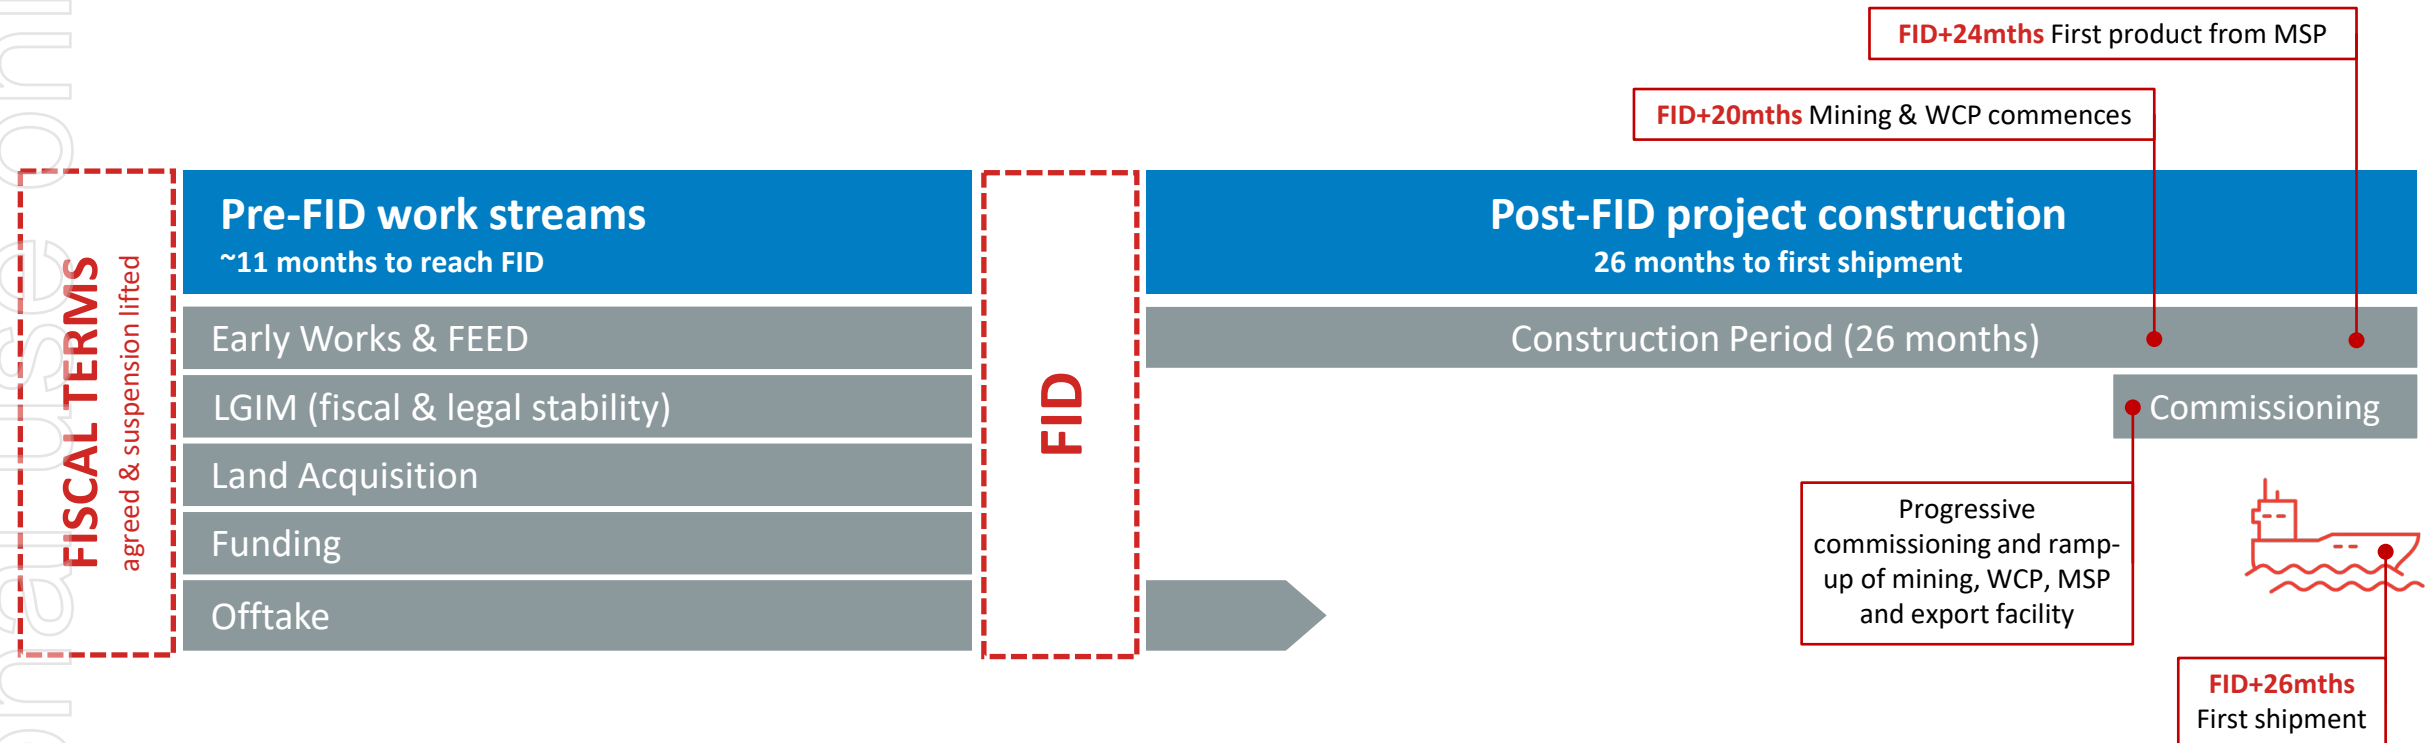 FID+24mths First product from MSP
FID+20mths Mining & WCP commences
FISCAL TERMS
agreed & suspension lifted
Pre-FID work streams
~11 months to reach FID
Early Works & FEED
LGIM (fiscal & legal stability)
Land Acquisition
Funding
Offtake
FID
Post-FID project construction
26 months to first shipment
Construction Period (26 months)
Commissioning
Progressive
commissioning and ramp-
up of mining, WCP, MSP
and export facility
FID+26mths
First shipment